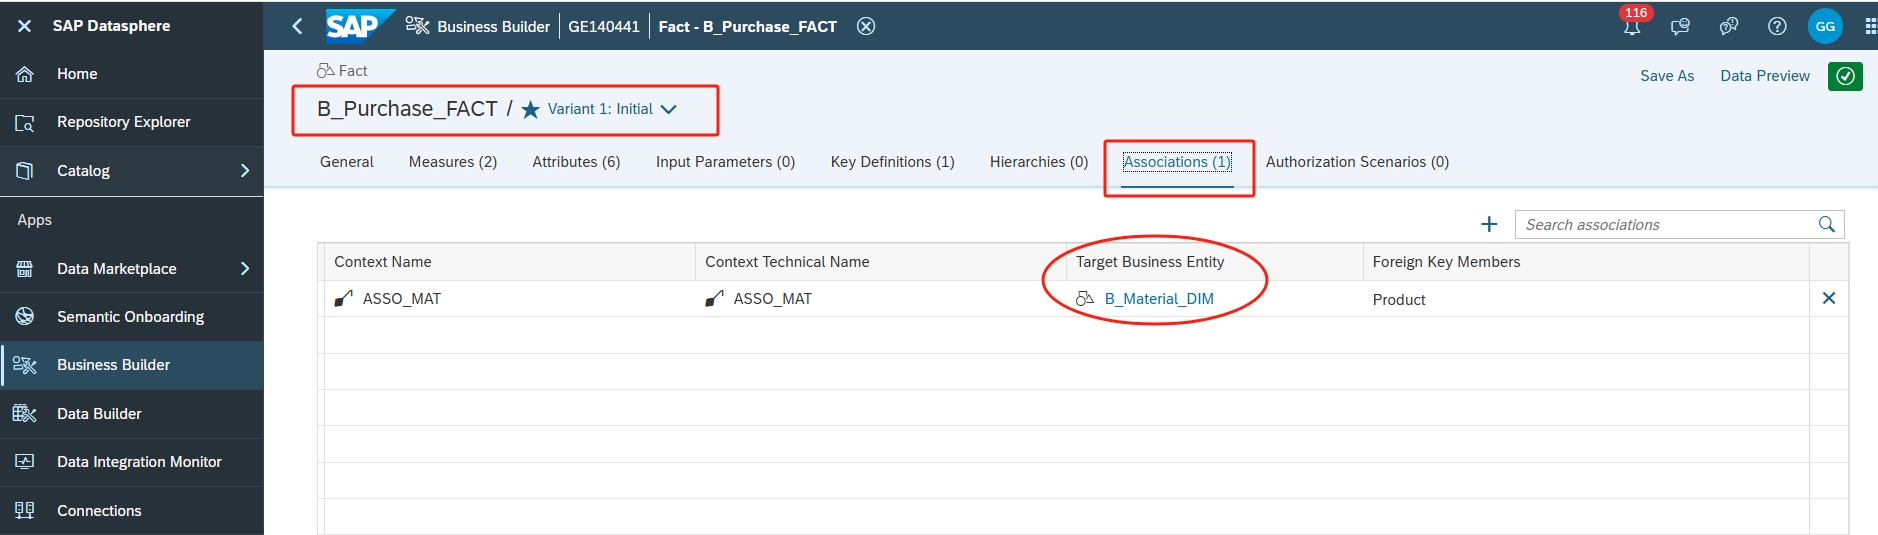 SAP Datasphere
SAP Business Builder GE140441 Fact - B_Purchase_FACT
116
GG
Home
Repository Explorer
Catalog
Apps
Data Marketplace
Semantic Onboarding
Business Builder
Data Builder
Data Integration Monitor
Connections
Fact
Save As Data Preview
B_Purchase_FACT / Variant 1: Initial
General Measures (2) Attributes (6) Input Parameters (0) Key Definitions (1) Hierarchies (0) Associations (1) Authorization Scenarios (0)
Search associations
Context Name Context Technical Name Target Business Entity Foreign Key Members
ASSO_MAT ASSO_MAT B_Material_DIM Product